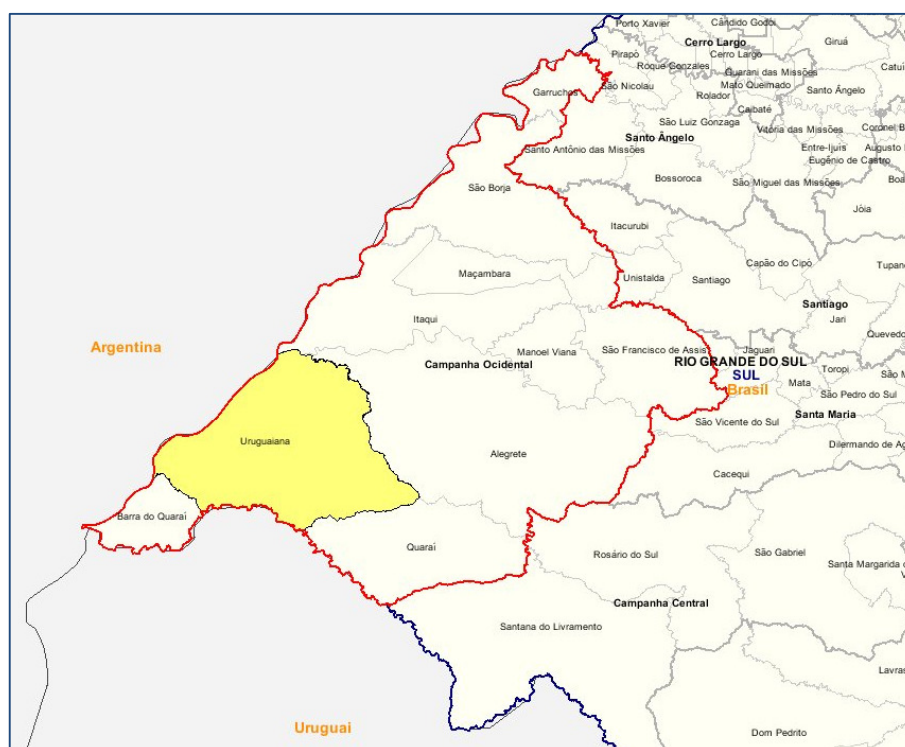 Porto Xavier
Cândido Godói
Cerro Largo
Giruá
Pirapó
Cerro Largo
Roque Gonzales
Guarani das Missões
Catuí
Garruchos
São Nicolau
Mato Queimado
Rolador
Santo Ângelo
Caibaté
São Luiz Gonzaga
Vitória das Missões
Coronel B
Santo Ângelo
Santo Antônio das Missões
Entre-Ijuís
Augusto
Eugênio de Castro
São Borja
Bossoroca
São Miguel das Missões
Boa
Jóia
Itacurubi
Maçambara
Unistalda
Santiago
Capão do Cipó
Tupan
Santiago
Itaqui
Jari
Quevedo
Argentina
Manoel Viana
São Francisco de Assis
Jaguari
Campanha Ocidental
RIO GRANDE DO SUL
Toropi
São M
SUL
Brasil
Mata
São Pedro do Sul
Uruguaiana
São Vicente do Sul
Santa Maria
Dilermando de Ag
Alegrete
Cacequi
Barra do Quaraí
Quaraí
Rosário do Sul
São Gabriel
Santa Margarida
Campanha Central
Santana do Livramento
Lavras
Uruguai
Dom Pedrito